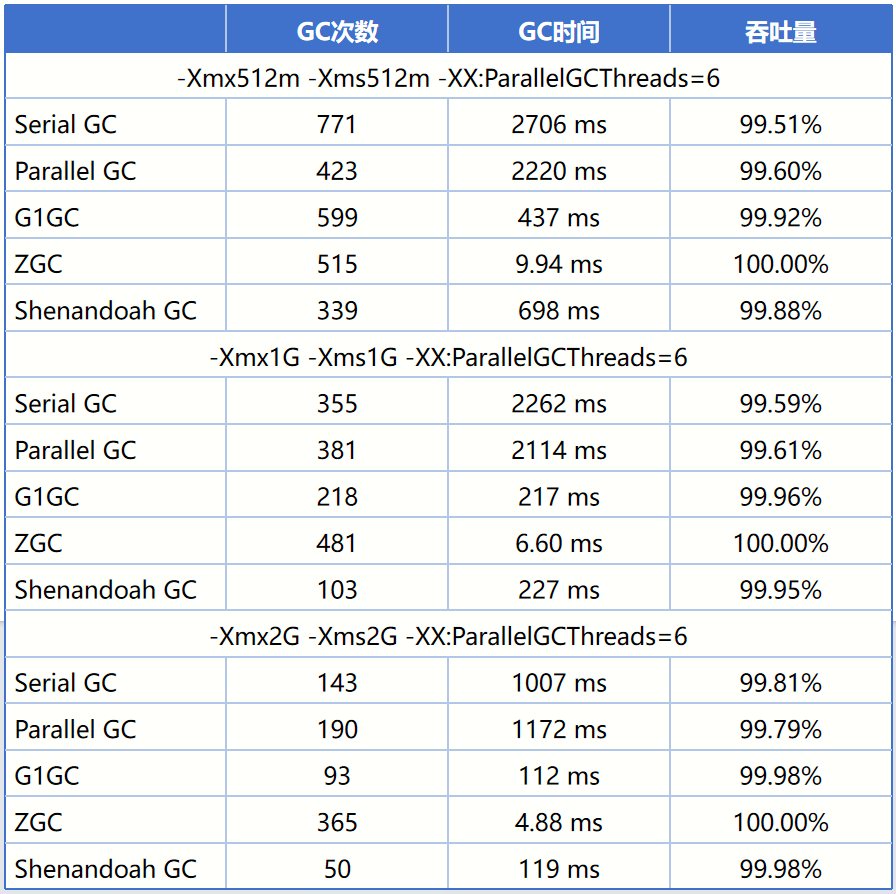 GC次数 GC时间 吞吐量
-Xmx512m -Xms512m -XX:ParallelGCThreads=6
Serial GC 771 2706 ms 99.51%
Parallel GC 423 2220 ms 99.60%
G1GC 599 437 ms 99.92%
ZGC 515 9.94 ms 100.00%
Shenandoah GC 339 698 ms 99.88%
-Xmx1G -Xms1G -XX:ParallelGCThreads=6
Serial GC 355 2262 ms 99.59%
Parallel GC 381 2114 ms 99.61%
G1GC 218 217 ms 99.96%
ZGC 481 6.60 ms 100.00%
Shenandoah GC 103 227 ms 99.95%
-Xmx2G -Xms2G -XX:ParallelGCThreads=6
Serial GC 143 1007 ms 99.81%
Parallel GC 190 1172 ms 99.79%
G1GC 93 112 ms 99.98%
ZGC 365 4.88 ms 100.00%
Shenandoah GC 50 119 ms 99.98%